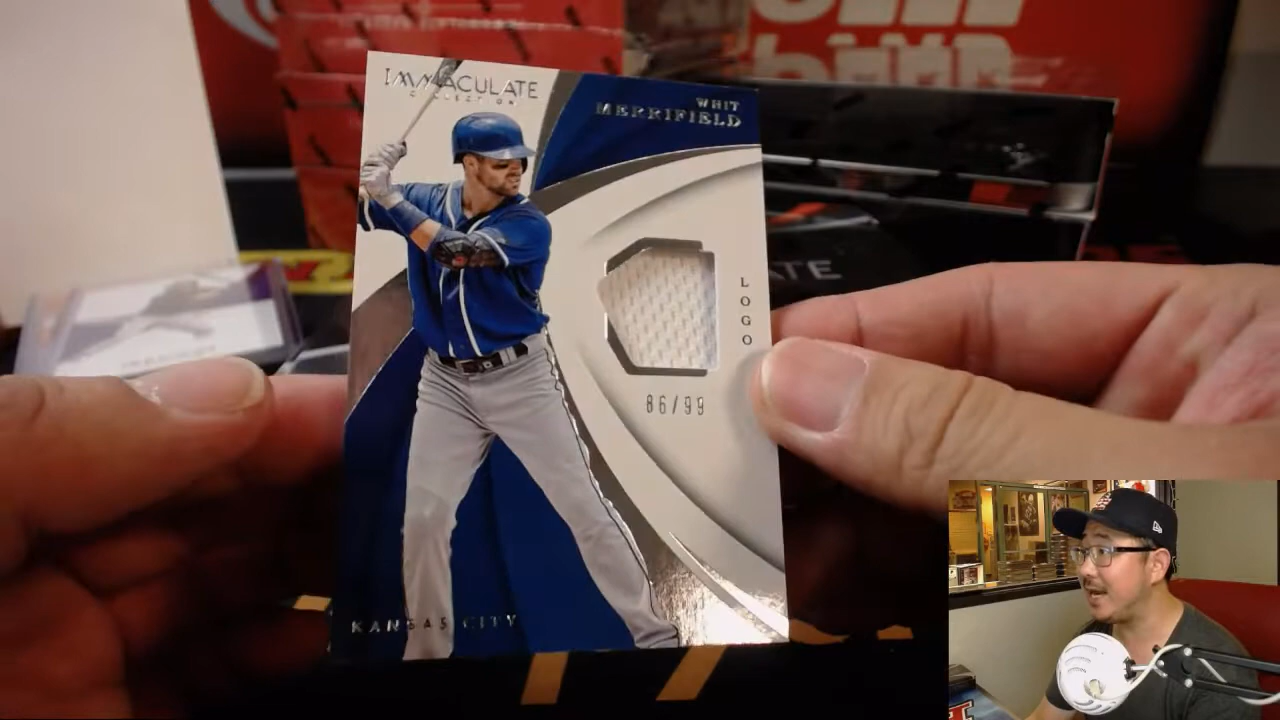 IMMACULATE
COLLECTION
WHIT
MERRIFIELD
LOGO
86/99
KANSAS CITY